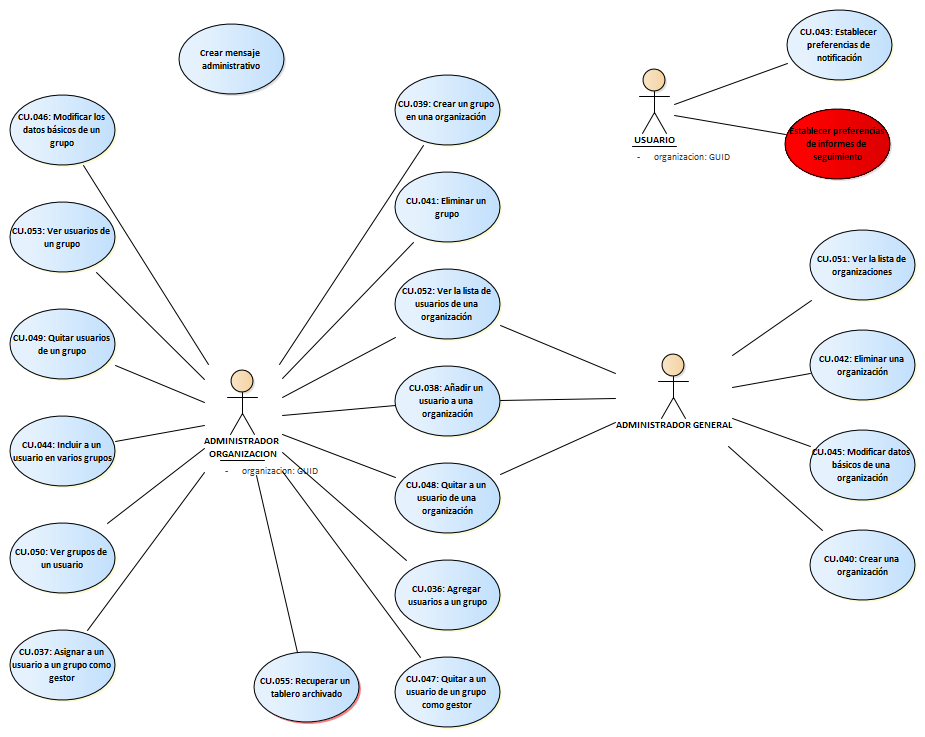 Crear mensaje
administrativo
CU.043: Establecer
preferencias de
notificación
USUARIO
- organizacion: GUID
Establecer preferencias
de informes de
seguimiento
CU.046: Modificar los
datos básicos de un
grupo
CU.039: Crear un grupo
en una organización
CU.053: Ver usuarios de
un grupo
CU.041: Eliminar un
grupo
CU.051: Ver la lista de
organizaciones
CU.052: Ver la lista de
usuarios de una
organización
CU.049: Quitar usuarios
de un grupo
CU.042: Eliminar una
organización
CU.038: Añadir un
usuario a una
organización
ADMINISTRADOR GENERAL
ADMINISTRADOR
ORGANIZACION
- organizacion: GUID
CU.044: Incluir a un
usuario en varios grupos
CU.045: Modificar datos
básicos de una
organización
CU.048: Quitar a un
usuario de una
organización
CU.050: Ver grupos de
un usuario
CU.040: Crear una
organización
CU.036: Agregar
usuarios a un grupo
CU.037: Asignar a un
usuario a un grupo como
gestor
CU.055: Recuperar un
tablero archivado
CU.047: Quitar a un
usuario de un grupo
como gestor